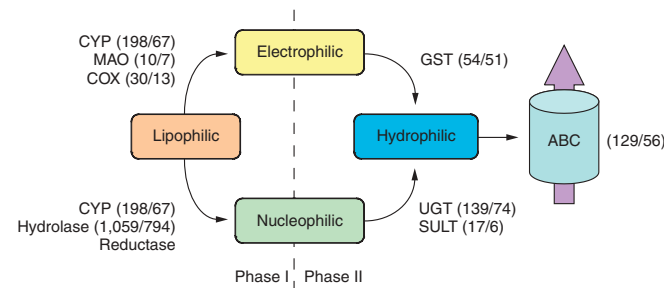 CYP (198/67)
MAO (10/7)
COX (30/13)
Electrophilic
GST (54/51)
Lipophilic
Hydrophilic
ABC
(129/56)
CYP (198/67)
Hydrolase (1,059/794)
Reductase
Nucleophilic
UGT (139/74)
SULT (17/6)
Phase I
Phase II